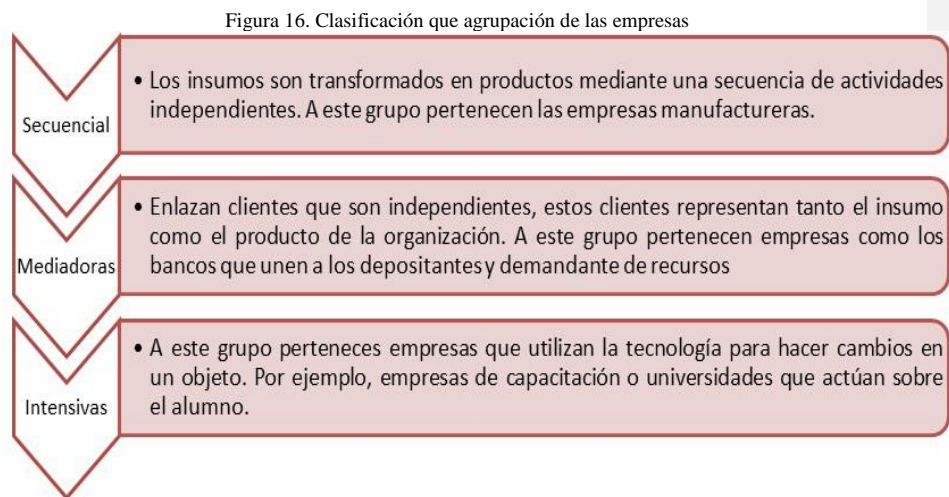 Figura 16. Clasificación que agrupación de las empresas
Secuencial
• Los insumos son transformados en productos mediante una secuencia de actividades
independientes. A este grupo pertenecen las empresas manufactureras.
Mediadoras
• Enlazan clientes que son independientes, estos clientes representan tanto el insumo
como el producto de la organización. A este grupo pertenecen empresas como los
bancos que unen a los depositantes y demandante de recursos
Intensivas
• A este grupo perteneces empresas que utilizan la tecnología para hacer cambios en
un objeto. Por ejemplo, empresas de capacitación o universidades que actúan sobre
el alumno.